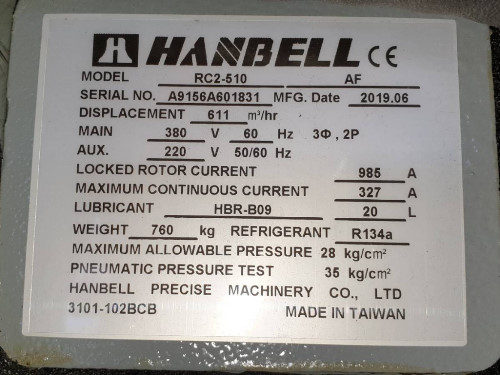 HANBELL CE
MODEL RC2-510 AF
SERIAL NO. A9156A601831 MFG. Date 2019.06
DISPLACEMENT 611 m³/hr
MAIN 380 V 60 Hz 3Φ , 2P
AUX. 220 V 50/60 Hz
LOCKED ROTOR CURRENT 985 A
MAXIMUM CONTINUOUS CURRENT 327 A
LUBRICANT HBR-B09 20 L
WEIGHT 760 kg REFRIGERANT R134a
MAXIMUM ALLOWABLE PRESSURE 28 kg/cm²
PNEUMATIC PRESSURE TEST 35 kg/cm²
HANBELL PRECISE MACHINERY CO., LTD
3101-102BCB MADE IN TAIWAN